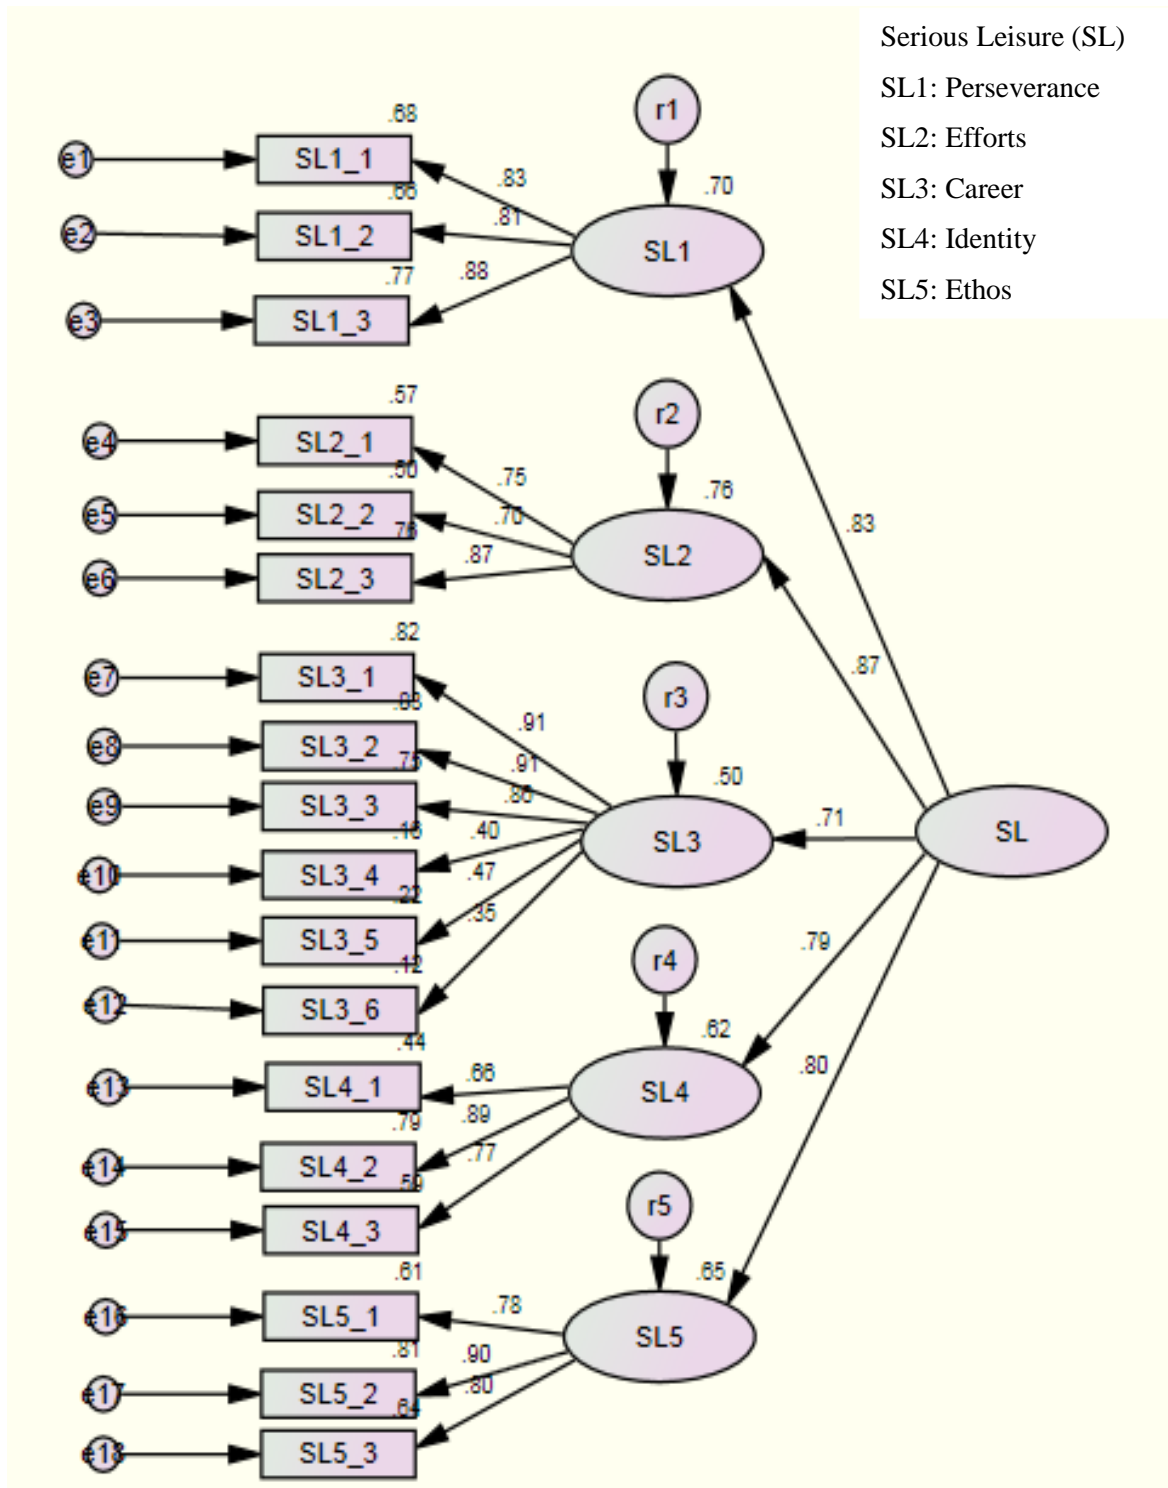 Serious Leisure (SL)
SL1: Perseverance
SL2: Efforts
SL3: Career
SL4: Identity
SL5: Ethos
r1
.68
e1
SL1_1
.83
.70
.66
e2
SL1_2
.81
SL1
.77
.88
e3
SL1_3
.57
r2
e4
SL2_1
.75
.76
.50
e5
SL2_2
.70
.83
.76
SL2
e6
SL2_3
.87
.82
.87
e7
SL3_1
r3
.83
.91
e8
SL3_2
.91
.50
.75
e9
SL3_3
.86
.71
SL
.16
.40
SL3
e10
SL3_4
.47
.22
.35
e11
SL3_5
.79
.12
r4
e12
SL3_6
.62
.44
.80
e13
SL4_1
.66
SL4
.79
.89
e14
SL4_2
.77
.59
e15
SL4_3
r5
.61
.65
e16
SL5_1
.78
SL5
.81
.90
e17
SL5_2
.80
.64
e18
SL5_3